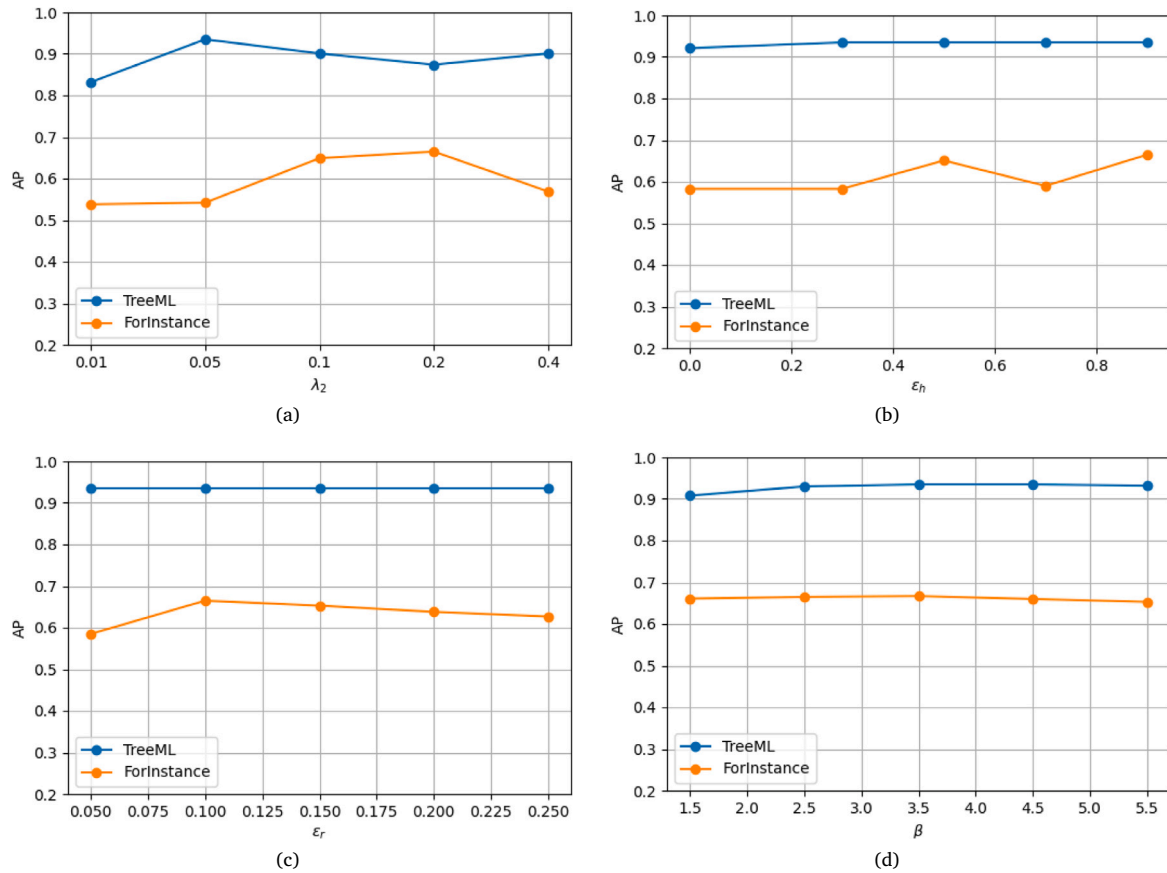 1.0
0.9
0.8
0.7
0.6
0.5
0.4
0.3
0.2
AP
TreeML
ForInstance
0.01 0.05 0.1 0.2 0.4
λ2
(a)
1.0
0.9
0.8
0.7
0.6
0.5
0.4
0.3
0.2
AP
TreeML
ForInstance
0.0 0.2 0.4 0.6 0.8
εh
(b)
1.0
0.9
0.8
0.7
0.6
0.5
0.4
0.3
0.2
AP
TreeML
ForInstance
0.050 0.075 0.100 0.125 0.150 0.175 0.200 0.225 0.250
εr
(c)
1.0
0.9
0.8
0.7
0.6
0.5
0.4
0.3
0.2
AP
TreeML
ForInstance
1.5 2.0 2.5 3.0 3.5 4.0 4.5 5.0 5.5
β
(d)